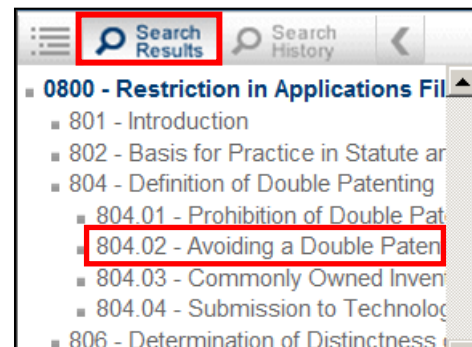 Search Results Search History
0800 - Restriction in Applications Fil
801 - Introduction
802 - Basis for Practice in Statute ar
804 - Definition of Double Patenting
804.01 - Prohibition of Double Pat
804.02 - Avoiding a Double Paten
804.03 - Commonly Owned Inven
804.04 - Submission to Technolog
806 - Determination of Distinctness